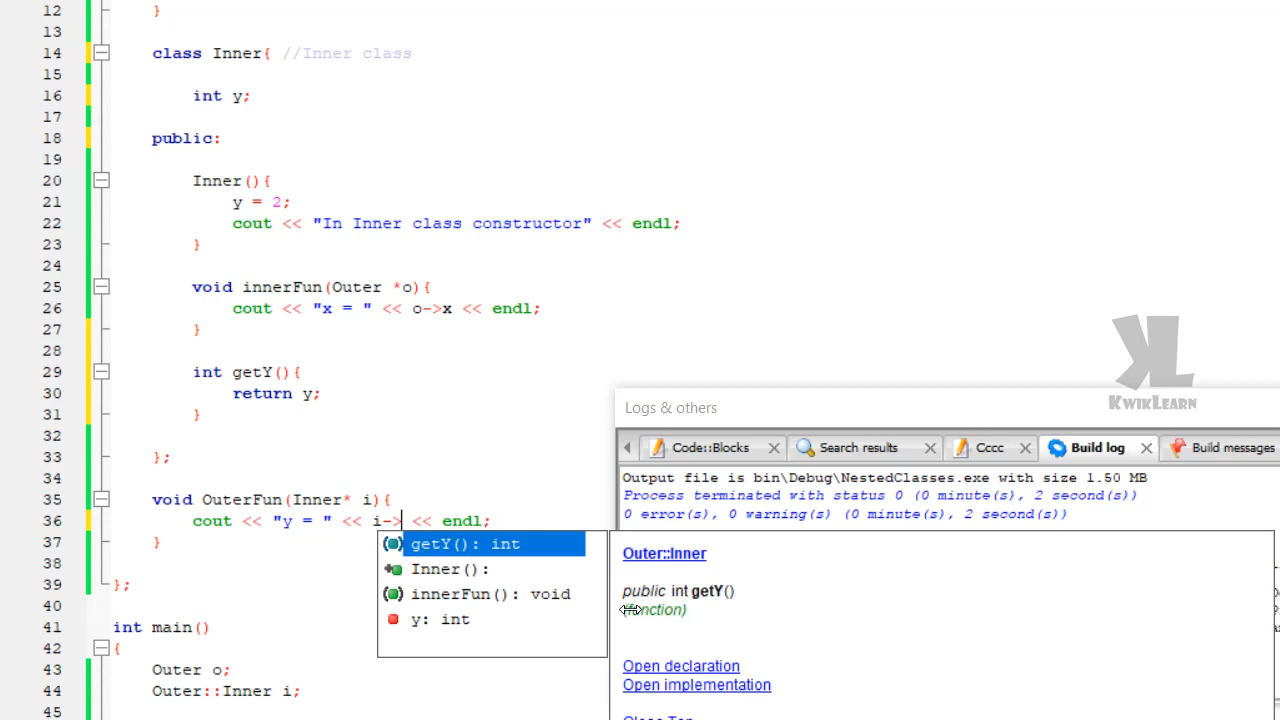 12 }
13
14 class Inner{ //Inner class
15
16 int y;
17
18 public:
19
20 Inner(){
21 y = 2;
22 cout << "In Inner class constructor" << endl;
23 }
24
25 void innerFun(Outer *o){
26 cout << "x = " << o->x << endl;
27 }
28
29 int getY(){
30 return y;
31 }
32
33 };
34
35 void OuterFun(Inner* i){
36 cout << "y = " << i-> << endl;
37 }
38
39 };
40
41 int main()
42 {
43 Outer o;
44 Outer::Inner i;
45
getY(): int
Inner():
innerFun(): void
y: int
KWIKLEARN
Logs & others
Code::Blocks Search results Cccc Build log Build messages
Output file is bin\Debug\NestedClasses.exe with size 1.50 MB
Process terminated with status 0 (0 minute(s), 2 second(s))
0 error(s), 0 warning(s) (0 minute(s), 2 second(s))
Outer::Inner
public int getY()
(function)
Open declaration
Open implementation